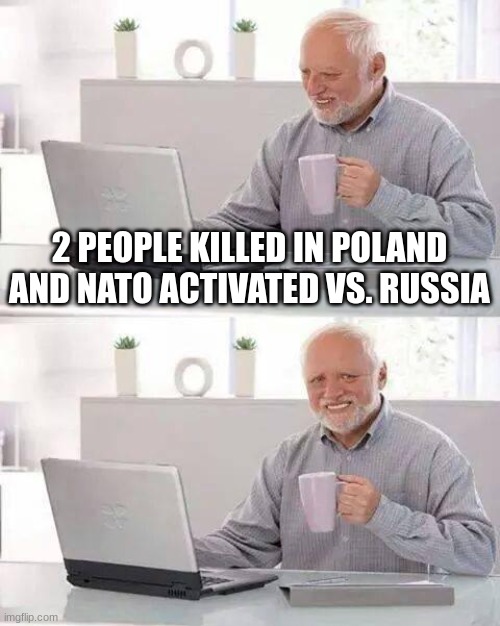 2 PEOPLE KILLED IN POLAND
AND NATO ACTIVATED VS. RUSSIA
imgflip.com